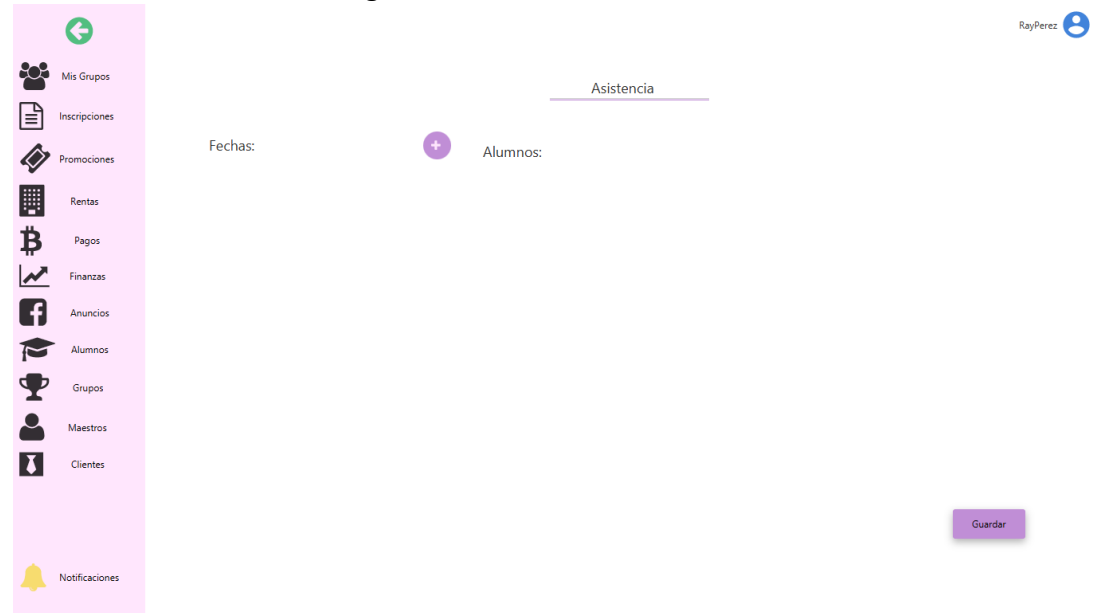 RayPerez
Mis Grupos
Inscripciones
Promociones
Rentas
Pagos
Finanzas
Anuncios
Alumnos
Grupos
Maestros
Clientes
Notificaciones
Asistencia
Fechas:
Alumnos:
Guardar